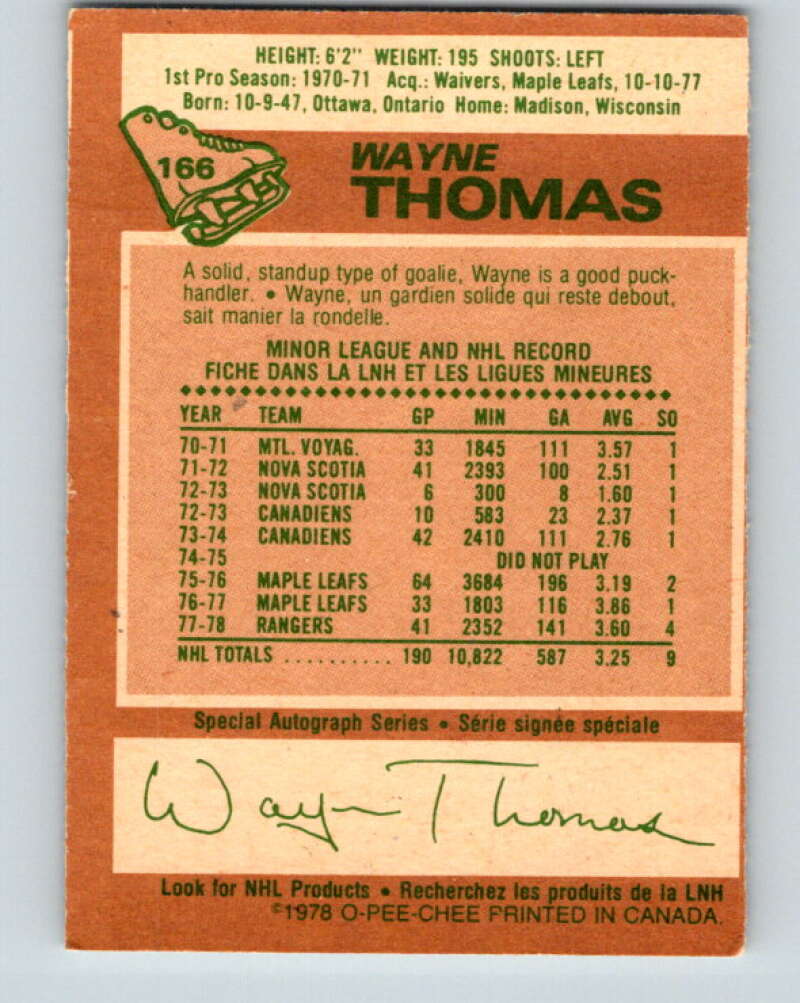 HEIGHT: 6'2" WEIGHT: 195 SHOOTS: LEFT
1st Pro Season: 1970-71 Acq.: Waivers, Maple Leafs, 10-10-77
Born: 10-9-47, Ottawa, Ontario Home: Madison, Wisconsin
166
WAYNE
THOMAS
A solid, standup type of goalie, Wayne is a good puck-
handler. • Wayne, un gardien solide qui reste debout,
sait manier la rondelle.
MINOR LEAGUE AND NHL RECORD
FICHE DANS LA LNH ET LES LIGUES MINEURES
YEAR TEAM GP MIN GA AVG SO
70-71 MTL. VOYAG. 33 1845 111 3.57 1
71-72 NOVA SCOTIA 41 2393 100 2.51 1
72-73 NOVA SCOTIA 6 300 8 1.60 1
72-73 CANADIENS 10 583 23 2.37 1
73-74 CANADIENS 42 2410 111 2.76 1
74-75 DID NOT PLAY
75-76 MAPLE LEAFS 64 3684 196 3.19 2
76-77 MAPLE LEAFS 33 1803 116 3.86 1
77-78 RANGERS 41 2352 141 3.60 4
NHL TOTALS .......... 190 10,822 587 3.25 9
Special Autograph Series • Série signée spéciale
Wayne Thomas
Look for NHL Products • Recherchez les produits de la LNH
©1978 O-PEE-CHEE PRINTED IN CANADA.